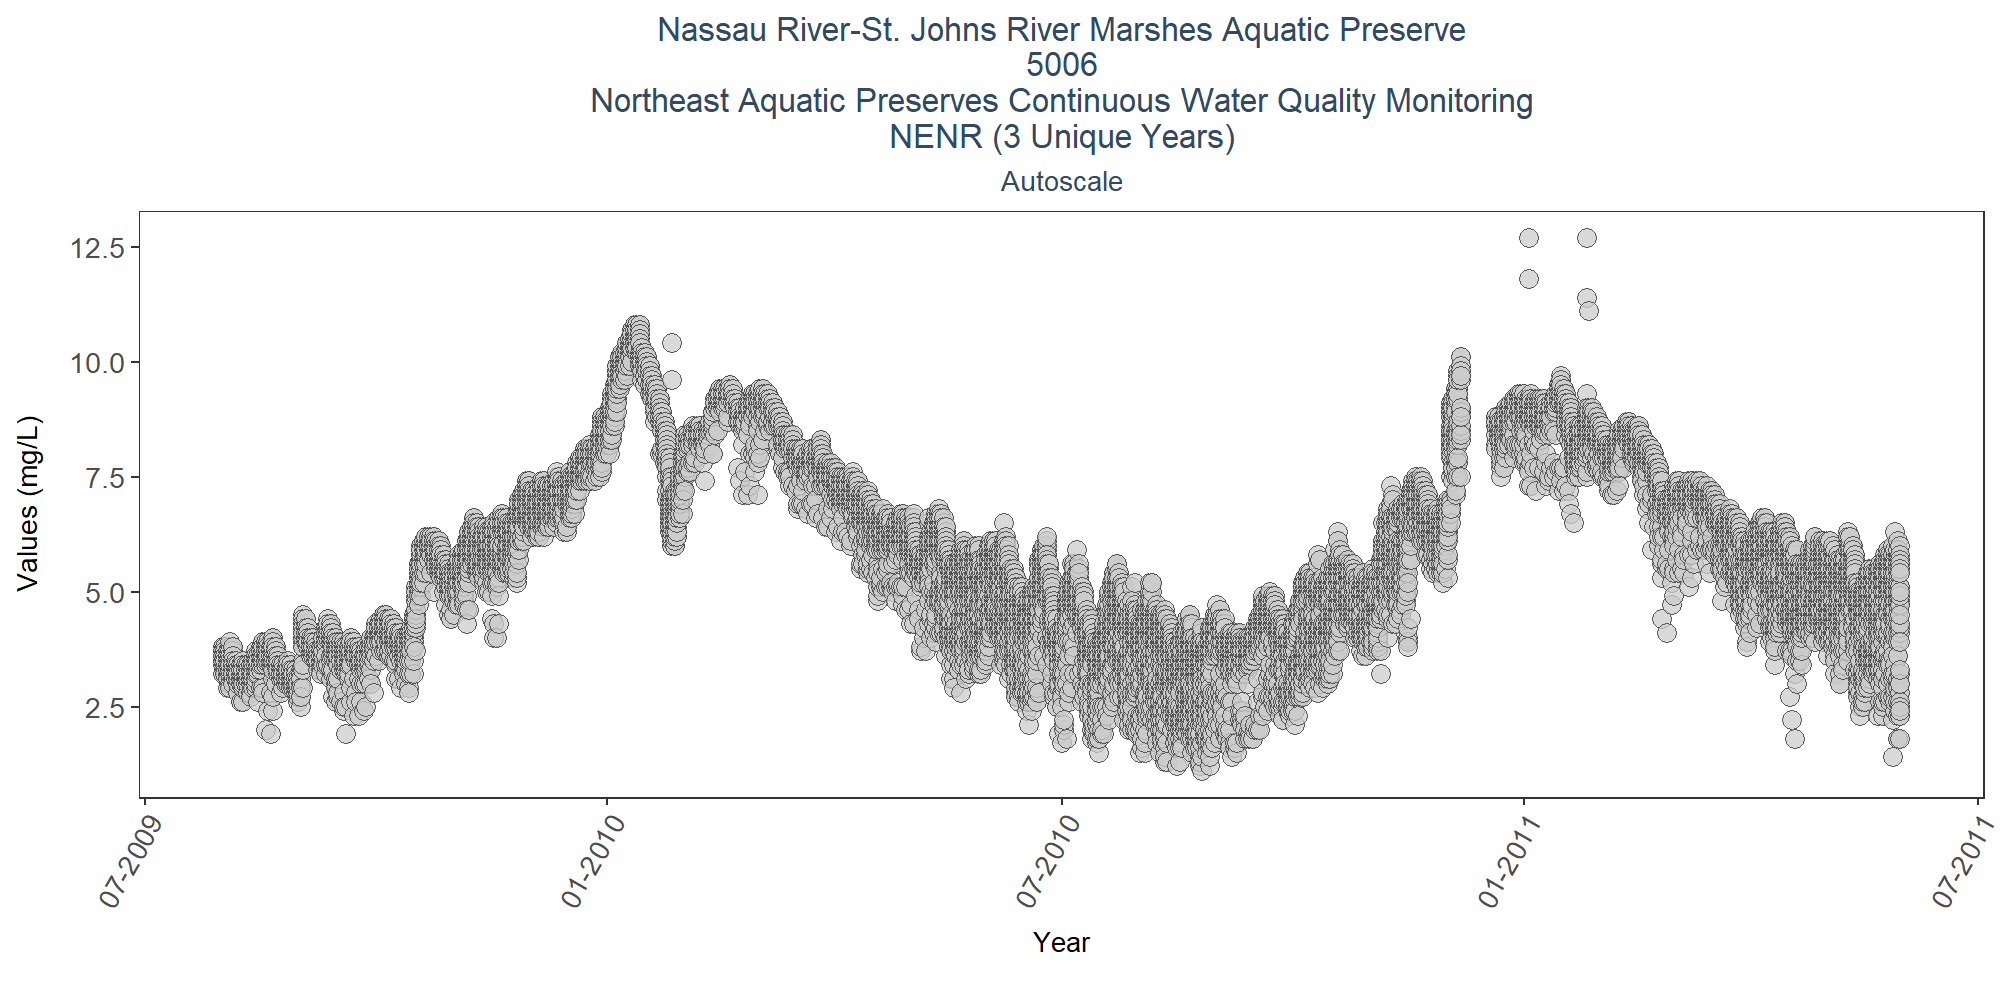 Nassau River-St. Johns River Marshes Aquatic Preserve
5006
Northeast Aquatic Preserves Continuous Water Quality Monitoring
NENR (3 Unique Years)
Autoscale
Values (mg/L)
12.5
10.0
7.5
5.0
2.5
07-2009
01-2010
07-2010
01-2011
07-2011
Year